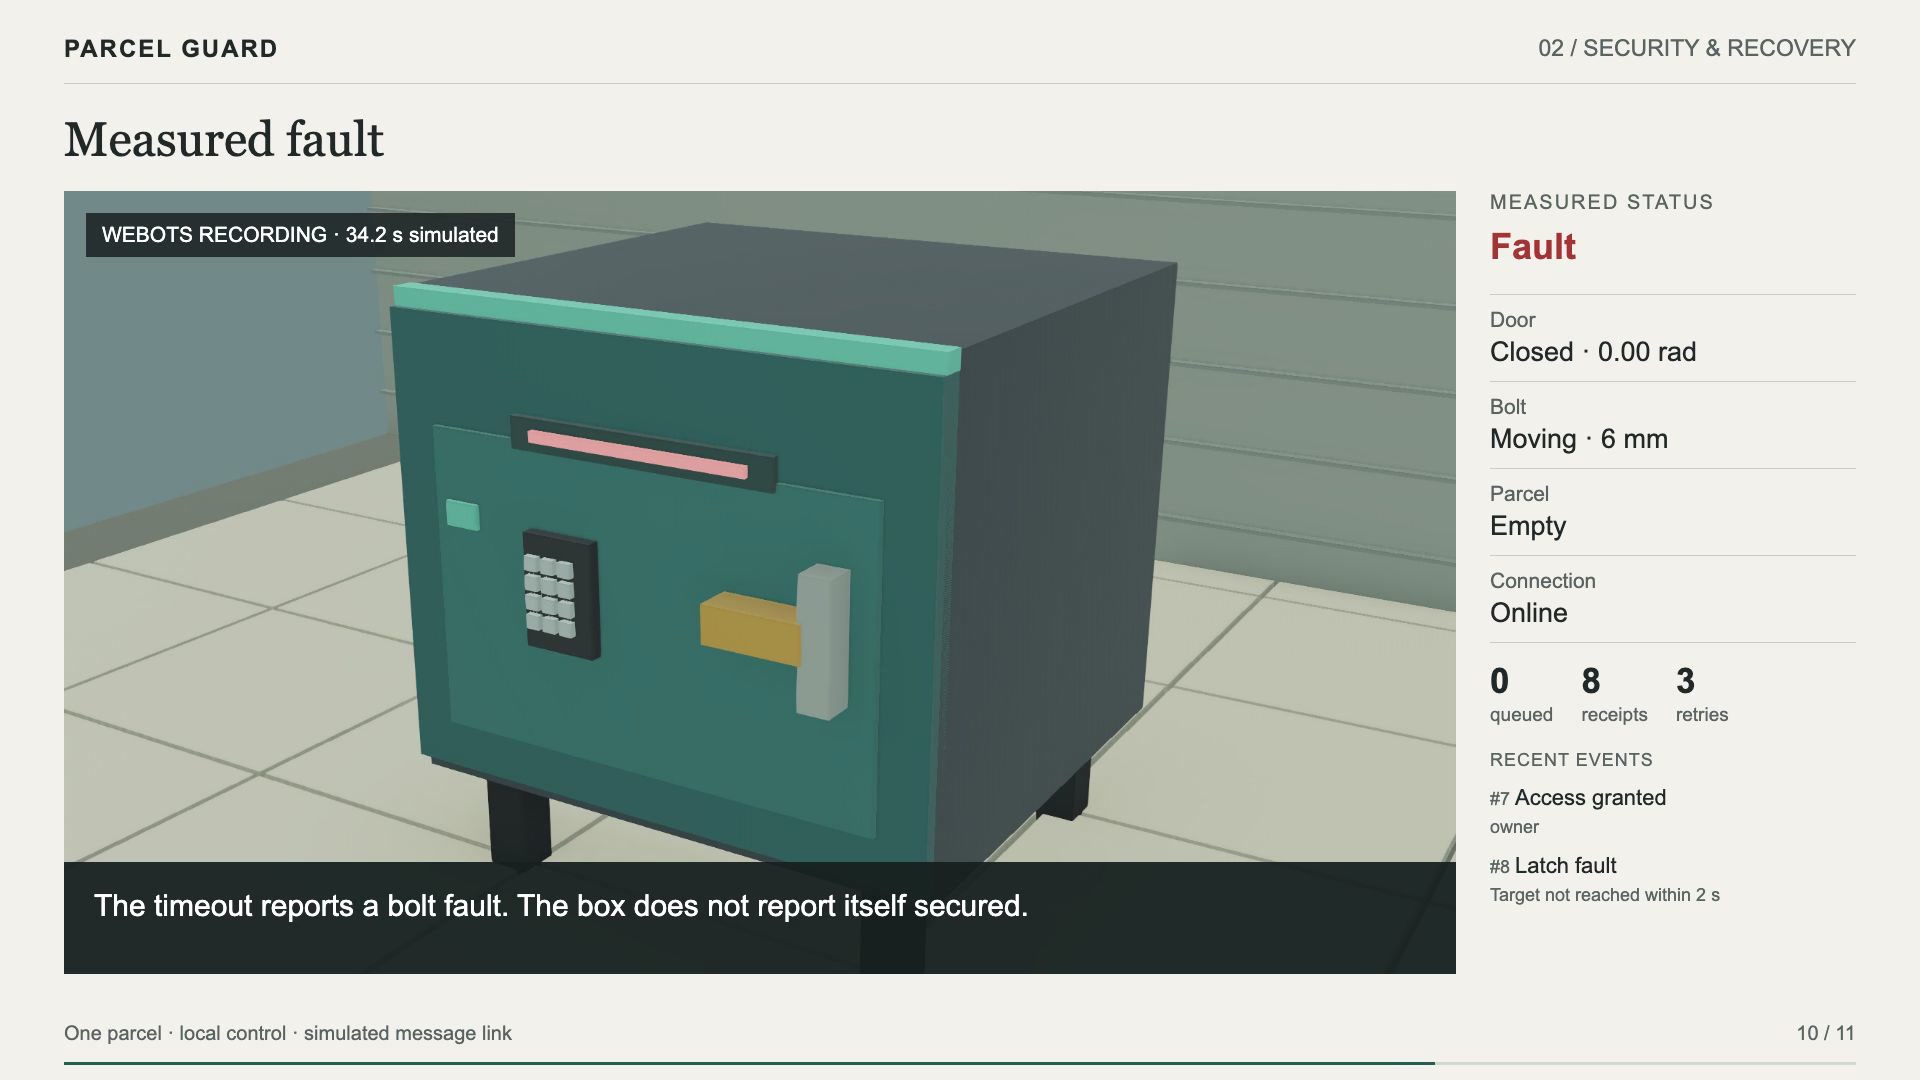 PARCEL GUARD
02 / SECURITY & RECOVERY
Measured fault
WEBOTS RECORDING · 34.2 s simulated
The timeout reports a bolt fault. The box does not report itself secured.
MEASURED STATUS
Fault
Door
Closed · 0.00 rad
Bolt
Moving · 6 mm
Parcel
Empty
Connection
Online
0 8 3
queued receipts retries
RECENT EVENTS
#7 Access granted
owner
#8 Latch fault
Target not reached within 2 s
One parcel · local control · simulated message link
10 / 11